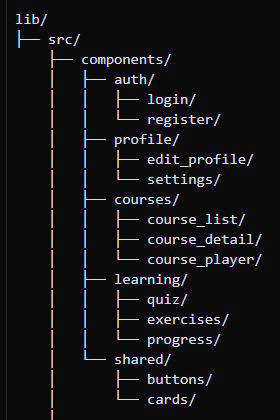 lib/
├── src/
│   ├── components/
│   │   ├── auth/
│   │   │   ├── login/
│   │   │   └── register/
│   │   ├── profile/
│   │   │   ├── edit_profile/
│   │   │   └── settings/
│   │   ├── courses/
│   │   │   ├── course_list/
│   │   │   ├── course_detail/
│   │   │   └── course_player/
│   │   ├── learning/
│   │   │   ├── quiz/
│   │   │   ├── exercises/
│   │   │   └── progress/
│   │   └── shared/
│   │       ├── buttons/
│   │       └── cards/